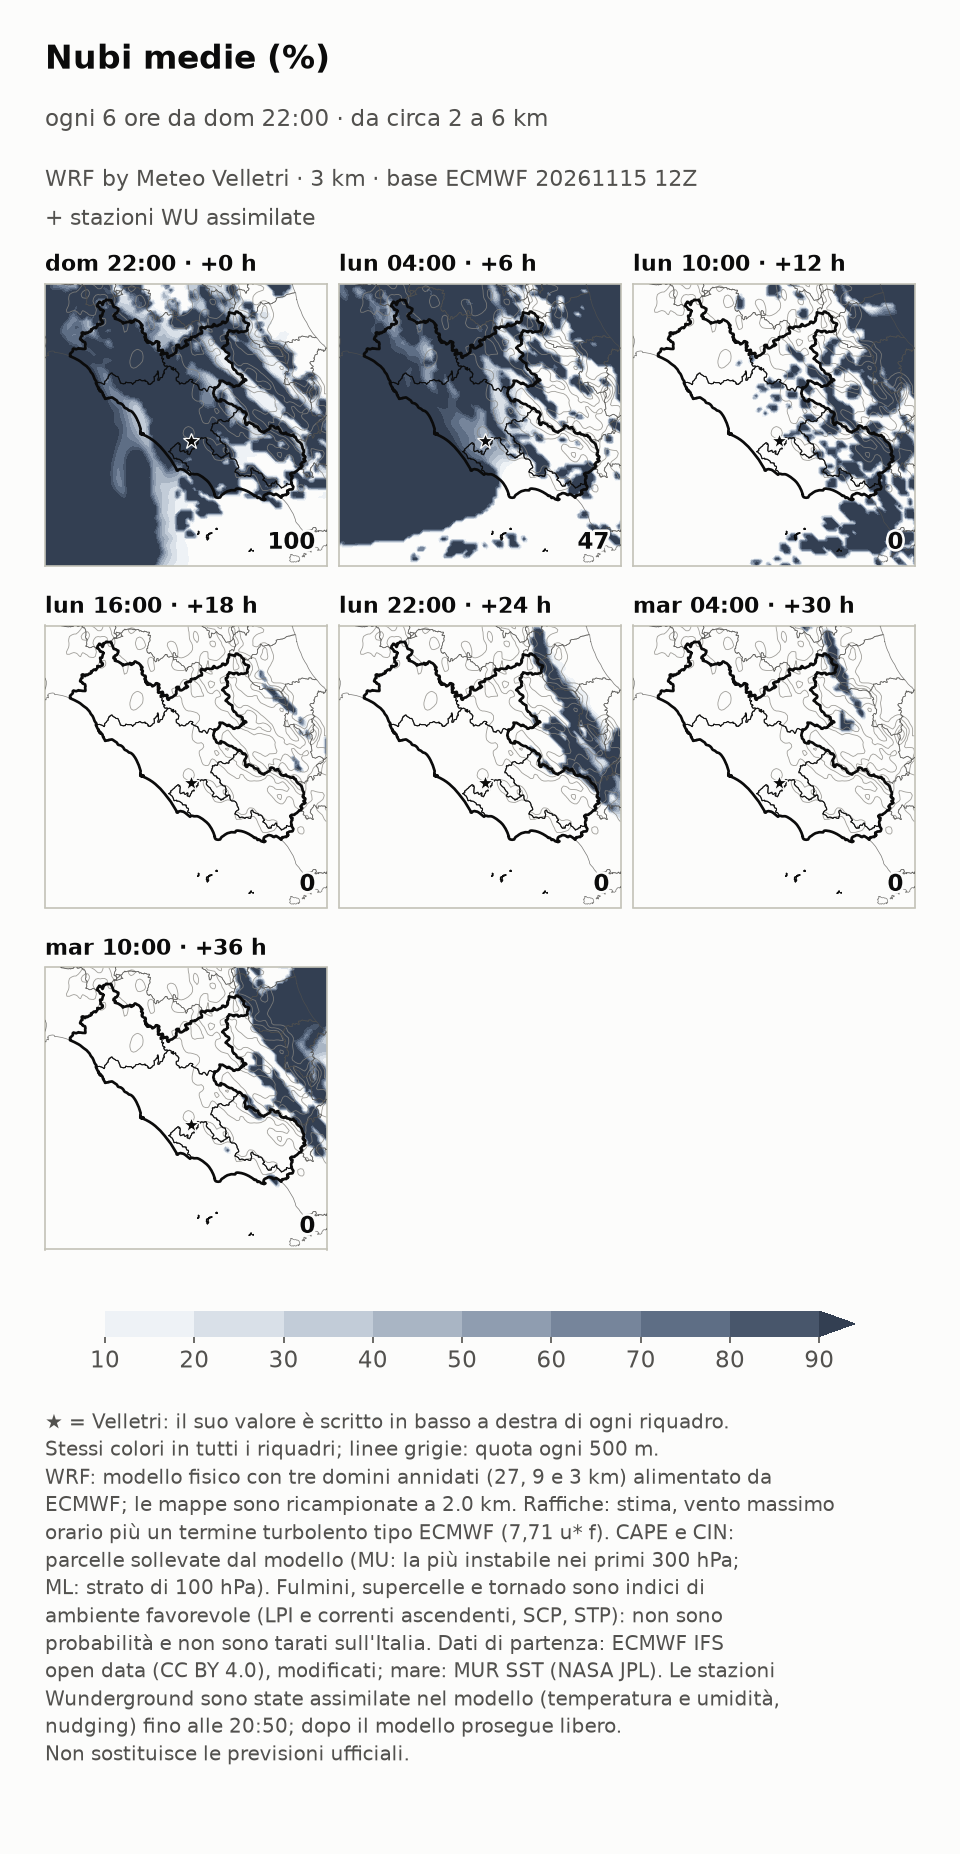 Nubi medie (%)
ogni 6 ore da dom 22:00 · da circa 2 a 6 km
WRF by Meteo Velletri · 3 km · base ECMWF 20261115 12Z
+ stazioni WU assimilate
dom 22:00 · +0 h
lun 04:00 · +6 h
lun 10:00 · +12 h
100
47
0
lun 16:00 · +18 h
lun 22:00 · +24 h
mar 04:00 · +30 h
0
0
0
mar 10:00 · +36 h
0
10 20 30 40 50 60 70 80 90
★ = Velletri: il suo valore è scritto in basso a destra di ogni riquadro.
Stessi colori in tutti i riquadri; linee grigie: quota ogni 500 m.
WRF: modello fisico con tre domini annidati (27, 9 e 3 km) alimentato da
ECMWF; le mappe sono ricampionate a 2.0 km. Raffiche: stima, vento massimo
orario più un termine turbolento tipo ECMWF (7,71 u* f). CAPE e CIN:
parcelle sollevate dal modello (MU: la più instabile nei primi 300 hPa;
ML: strato di 100 hPa). Fulmini, supercelle e tornado sono indici di
ambiente favorevole (LPI e correnti ascendenti, SCP, STP): non sono
probabilità e non sono tarati sull'Italia. Dati di partenza: ECMWF IFS
open data (CC BY 4.0), modificati; mare: MUR SST (NASA JPL). Le stazioni
Wunderground sono state assimilate nel modello (temperatura e umidità,
nudging) fino alle 20:50; dopo il modello prosegue libero.
Non sostituisce le previsioni ufficiali.